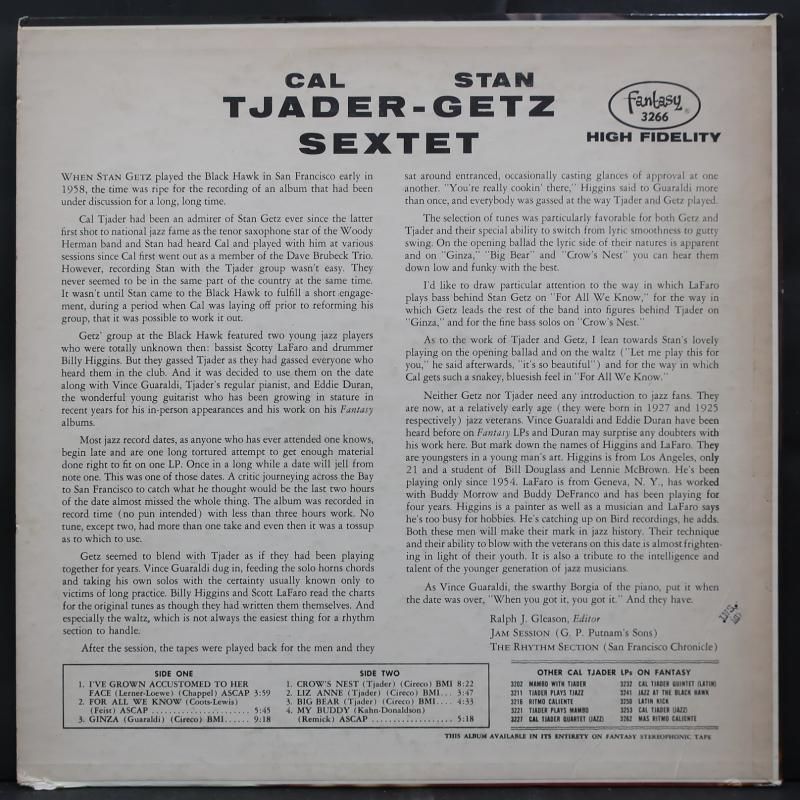 CAL STAN
TJADER-GETZ
SEXTET
fantasy
3266
HIGH FIDELITY
WHEN STAN GETZ played the Black Hawk in San Francisco early in
1958, the time was ripe for the recording of an album that had been
under discussion for a long, long time.
Cal Tjader had been an admirer of Stan Getz ever since the latter
first shot to national jazz fame as the tenor saxophone star of the Woody
Herman band and Stan had heard Cal and played with him at various
sessions since Cal first went out as a member of the Dave Brubeck Trio.
However, recording Stan with the Tjader group wasn't easy. They
never seemed to be in the same part of the country at the same time.
It wasn't until Stan came to the Black Hawk to fulfill a short engage-
ment, during a period when Cal was laying off prior to reforming his
group, that it was possible to work it out.
Getz' group at the Black Hawk featured two young jazz players
who were totally unknown then: bassist Scotty LaFaro and drummer
Billy Higgins. But they gassed Tjader as they had gassed everyone who
heard them in the club. And it was decided to use them on the date
along with Vince Guaraldi, Tjader's regular pianist, and Eddie Duran,
the wonderful young guitarist who has been growing in stature in
recent years for his in-person appearances and his work on his Fantasy
albums.
Most jazz record dates, as anyone who has ever attended one knows,
begin late and are one long tortured attempt to get enough material
done right to fit on one LP. Once in a long while a date will jell from
note one. This was one of those dates. A critic journeying across the Bay
to San Francisco to catch what he thought would be the last two hours
of the date almost missed the whole thing. The album was recorded in
record time (no pun intended) with less than three hours work. No
tune, except two, had more than one take and even then it was a tossup
as to which to use.
Getz seemed to blend with Tjader as if they had been playing
together for years. Vince Guaraldi dug in, feeding the solo horns chords
and taking his own solos with the certainty usually known only to
victims of long practice. Billy Higgins and Scott LaFaro read the charts
for the original tunes as though they had written them themselves. And
especially the waltz, which is not always the easiest thing for a rhythm
section to handle.
After the session, the tapes were played back for the men and they
sat around entranced, occasionally casting glances of approval at one
another. "You're really cookin' there," Higgins said to Guaraldi more
than once, and everybody was gassed at the way Tjader and Getz played.
The selection of tunes was particularly favorable for both Getz and
Tjader and their special ability to switch from lyric smoothness to gutty
swing. On the opening ballad the lyric side of their natures is apparent
and on "Ginza," "Big Bear" and "Crow's Nest" you can hear them
down low and funky with the best.
I'd like to draw particular attention to the way in which LaFaro
plays bass behind Stan Getz on "For All We Know," for the way in
which Getz leads the rest of the band into figures behind Tjader on
"Ginza," and for the fine bass solos on "Crow's Nest."
As to the work of Tjader and Getz, I lean towards Stan's lovely
playing on the opening ballad and on the waltz ("Let me play this for
you," he said afterwards, "it's so beautiful") and for the way in which
Cal gets such a snakey, bluesish feel in "For All We Know."
Neither Getz nor Tjader need any introduction to jazz fans. They
are now, at a relatively early age (they were born in 1927 and 1925
respectively) jazz veterans. Vince Guaraldi and Eddie Duran have been
heard before on Fantasy LPs and Duran may surprise any doubters with
his work here. But mark down the names of Higgins and LaFaro. They
are youngsters in a young man's art. Higgins is from Los Angeles, only
21 and a student of Bill Douglass and Lennie McBrown. He's been
playing only since 1954. LaFaro is from Geneva, N. Y., has worked
with Buddy Morrow and Buddy DeFranco and has been playing for
four years. Higgins is a painter as well as a musician and LaFaro says
he's too busy for hobbies. He's catching up on Bird recordings, he adds.
Both these men will make their mark in jazz history. Their technique
and their ability to blow with the veterans on this date is almost frighten-
ing in light of their youth. It is also a tribute to the intelligence and
talent of the younger generation of jazz musicians.
As Vince Guaraldi, the swarthy Borgia of the piano, put it when
the date was over, "When you got it, you got it." And they have.
Ralph J. Gleason, Editor
JAM SESSION (G. P. Putnam's Sons)
THE RHYTHM SECTION (San Francisco Chronicle)
SIDE ONE
1. I'VE GROWN ACCUSTOMED TO HER
FACE (Lerner-Loewe) (Chappel) ASCAP 3:59
2. FOR ALL WE KNOW (Coots-Lewis)
(Feist) ASCAP .................... 5:45
3. GINZA (Guaraldi) (Cireco) BMI...... 9:18
SIDE TWO
1. CROW'S NEST (Tjader) (Cireco) BMI 8:22
2. LIZ ANNE (Tjader) (Cireco) BMI... 3:47
3. BIG BEAR (Tjader) (Cireco) BMI.... 4:33
4. MY BUDDY (Kahn-Donaldson)
(Remick) ASCAP .................... 5:18
OTHER CAL TJADER LPs ON FANTASY
3202 MAMBO WITH TJADER
3211 TJADER PLAYS TJAZZ
3216 RITMO CALIENTE
3221 TJADER PLAYS MAMBO
3227 CAL TJADER QUARTET (JAZZ)
3232 CAL TJADER QUINTET (LATIN)
3241 JAZZ AT THE BLACK HAWK
3250 LATIN KICK
3253 CAL TJADER (JAZZ)
3262 MAS RITMO CALIENTE
THIS ALBUM AVAILABLE IN ITS ENTIRETY ON FANTASY STEREOPHONIC TAPE